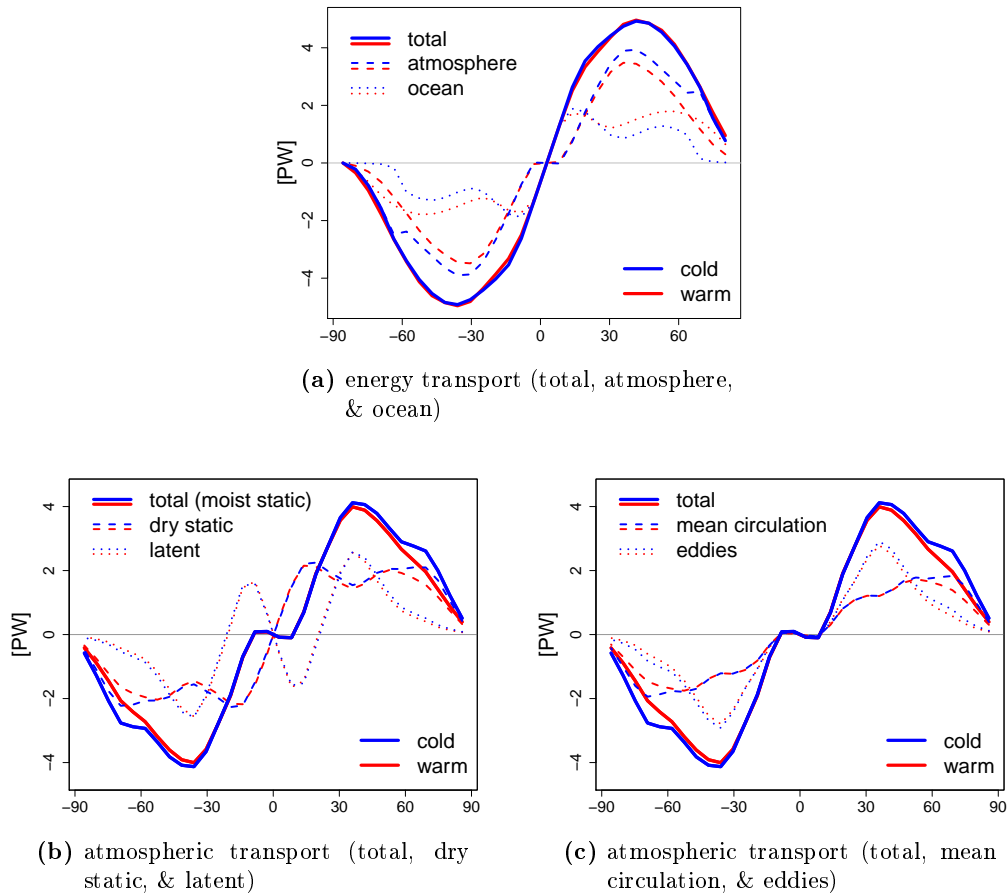 total
atmosphere
ocean
[PW]
4
2
0
−2
−4
cold
warm
−90 −60 −30 0 30 60
(a) energy transport (total, atmosphere,
& ocean)
total (moist static)
dry static
latent
[PW]
4
2
0
−2
−4
cold
warm
−90 −60 −30 0 30 60 90
(b) atmospheric transport (total, dry
static, & latent)
total
mean circulation
eddies
[PW]
4
2
0
−2
−4
cold
warm
−90 −60 −30 0 30 60 90
(c) atmospheric transport (total, mean
circulation, & eddies)